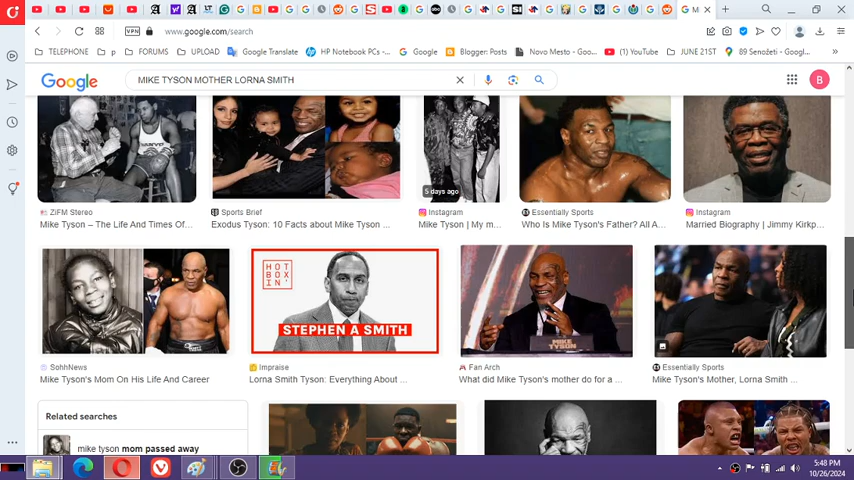 M
VPN
www.google.com/search
TELEPHONE
p
FORUMS
UPLOAD
Google Translate
HP Notebook PCs -...
Google
Blogger: Posts
Novo Mesto - Googl...
(1) YouTube
JUNE 21ST
89 Senožeti - Googl...
Google
MIKE TYSON MOTHER LORNA SMITH
B
5 days ago
ZiFM Stereo
Mike Tyson – The Life And Times Of...
Sports Brief
Exodus Tyson: 10 Facts about Mike Tyson ...
Instagram
Mike Tyson | My m...
Essentially Sports
Who Is Mike Tyson's Father? All A...
Instagram
Married Biography | Jimmy Kirkp...
HOT
BOX
IN'
STEPHEN A SMITH
MIKE
TYSON
SohhNews
Mike Tyson's Mom On His Life And Career
Impraise
Lorna Smith Tyson: Everything About ...
Fan Arch
What did Mike Tyson's mother do for a ...
Essentially Sports
Mike Tyson's Mother, Lorna Smith ...
Related searches
mike tyson mom passed away
5:48 PM
10/26/2024